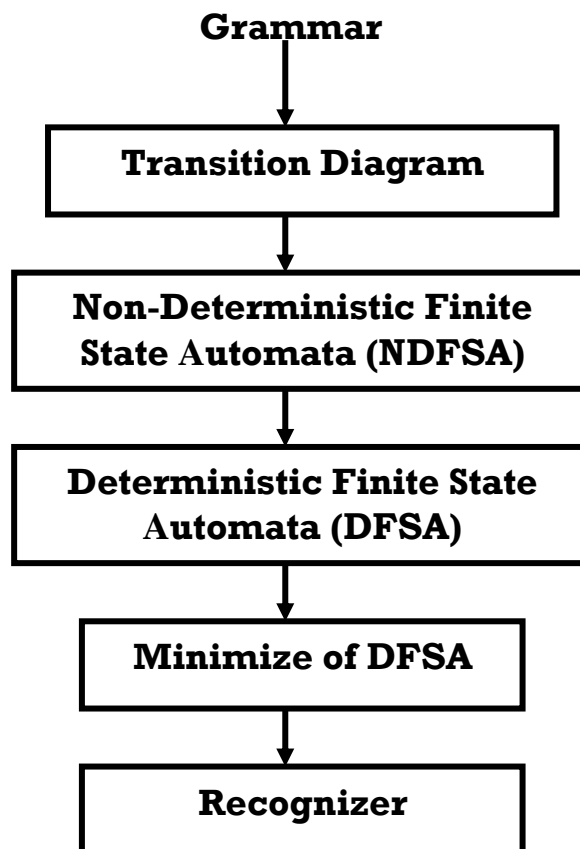 Grammar
Transition Diagram
Non-Deterministic Finite
State Automata (NDFSA)
Deterministic Finite State
Automata (DFSA)
Minimize of DFSA
Recognizer